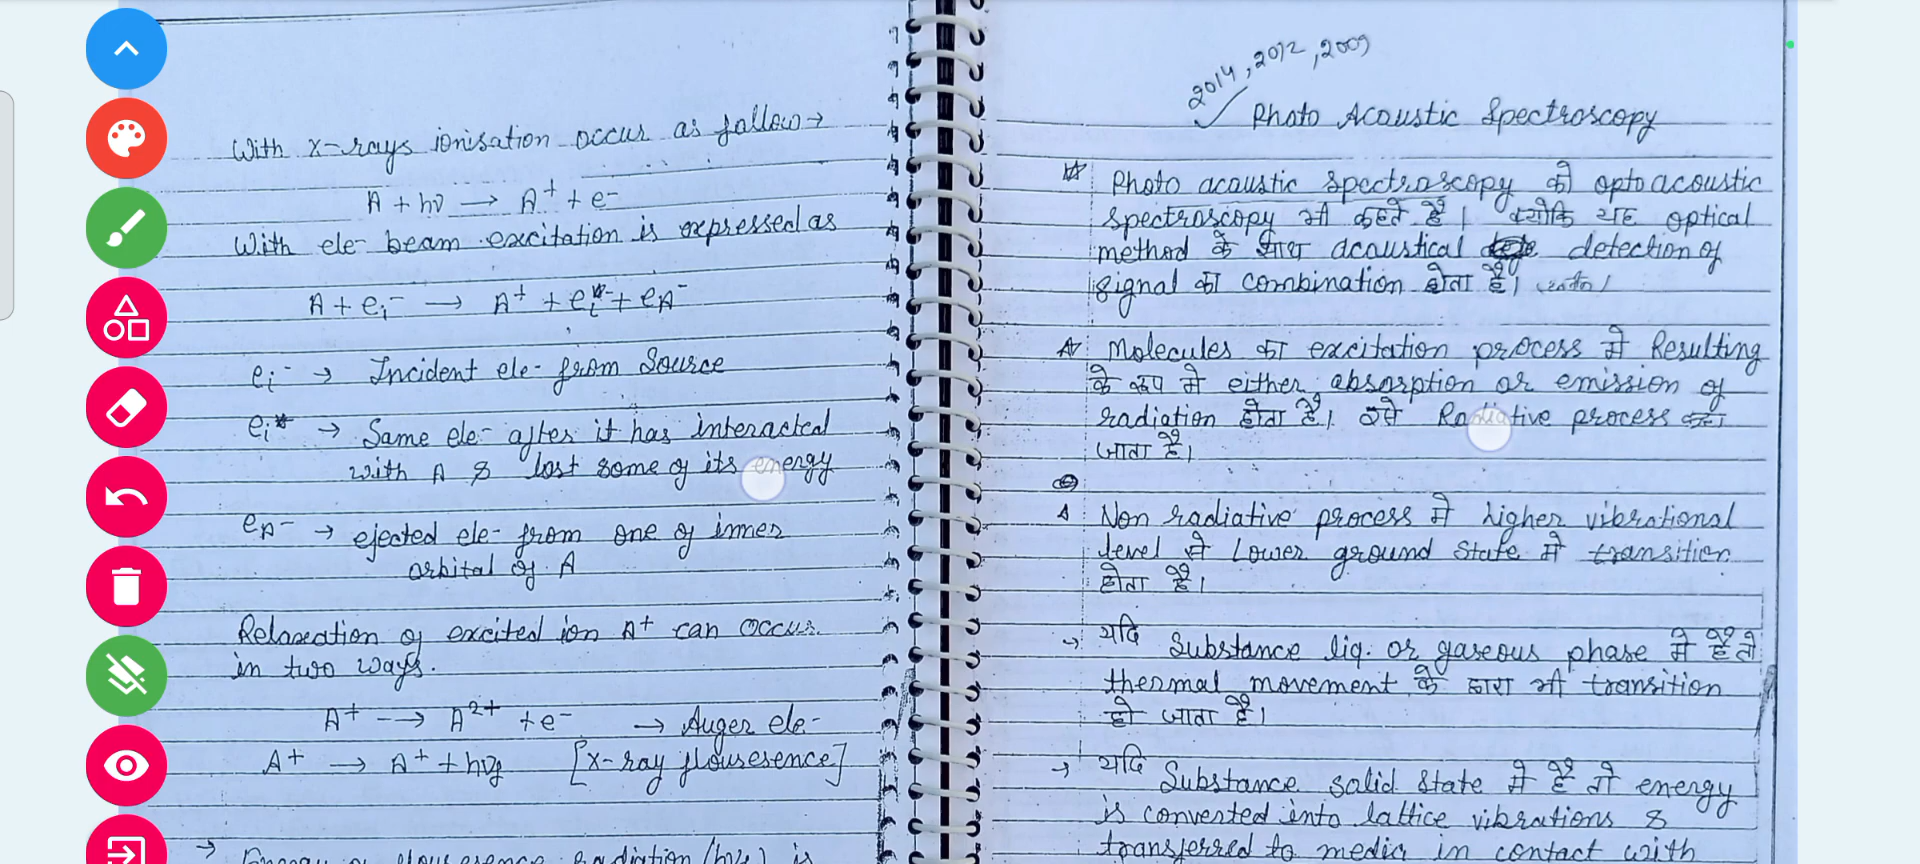 With x-rays ionisation occur as follow →
A + hν → A⁺ + e⁻
With ele⁻ beam excitation is expressed as
A + ei⁻ → A⁺ + ei*⁻ + eA⁻
ei⁻ → Incident ele- from Source
ei* → Same ele⁻ after it has interacted
with A & lost some of its energy
eA⁻ → ejected ele- from one of inner
orbital of A
Relaxation of excited ion A⁺ can occur
in two ways.
A⁺ --→ A²⁺ + e⁻ → Auger ele-
A⁺ → A⁺ + hνf [x-ray flouresence]
→
2014, 2012, 2009
✓ Photo Acoustic Spectroscopy
Photo acaustic spectroscopy को optoacoustic
spectroscopy भी कहते हैं। क्योकि यह optical
method के साथ acaustical detection of
signal का combination होता है।
Molecules का excitation process मे Resulting
के रूप मे either absorption or emission of
radiation होता है। उसे Radiative process कहा
जाता है।
Non radiative process मे higher vibrational
level से Lower ground State मे transition
होता है।
→ यदि Substance liq. or gaseous phase मे है तो
thermal movement के द्वारा भी transition
हो जाता है।
→ यदि Substance solid state मे है तो energy
is converted into lattice vibrations &
transferred to media in contact with